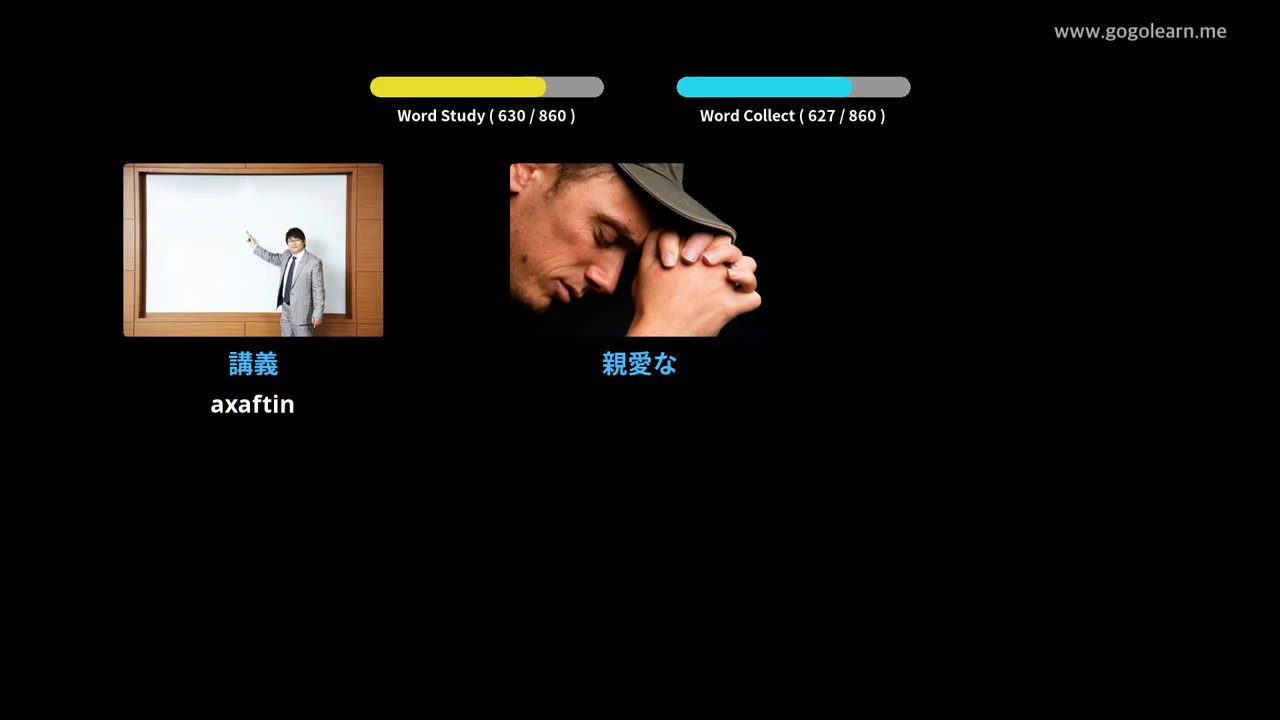 www.gogolearn.me
Word Study ( 630 / 860 )
Word Collect ( 627 / 860 )
講義
axaftin
親愛な